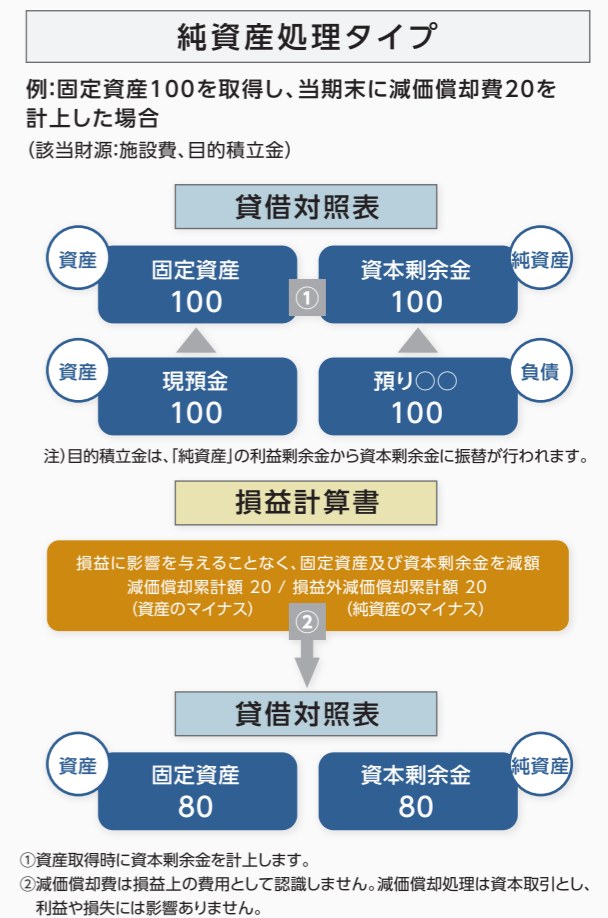 純資産処理タイプ
例:固定資産100を取得し、当期末に減価償却費20を
計上した場合
(該当財源:施設費、目的積立金)
貸借対照表
資産
固定資産
100
①
資本剰余金
100
純資産
資産
現預金
100
預り○○
100
負債
注)目的積立金は、「純資産」の利益剰余金から資本剰余金に振替が行われます。
損益計算書
損益に影響を与えることなく、固定資産及び資本剰余金を減額
減価償却累計額 20 / 損益外減価償却累計額 20
(資産のマイナス) (純資産のマイナス)
②
貸借対照表
資産
固定資産
80
資本剰余金
80
純資産
①資産取得時に資本剰余金を計上します。
②減価償却費は損益上の費用として認識しません。減価償却処理は資本取引とし、
利益や損失には影響ありません。